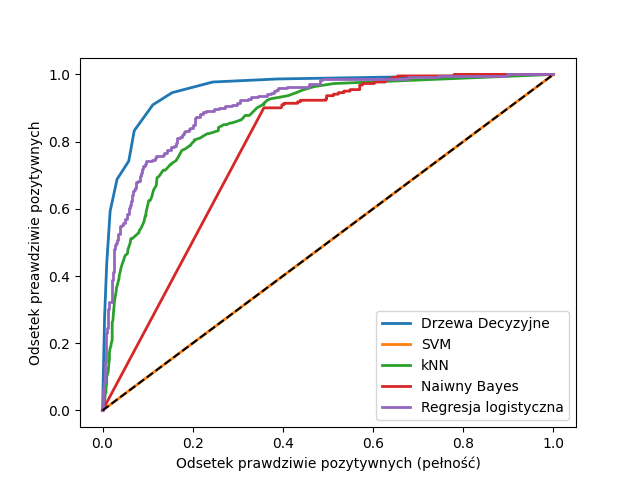 1.0
0.8
0.6
0.4
0.2
0.0
Odsetek preawdziwie pozytywnych
Drzewa Decyzyjne
SVM
kNN
Naiwny Bayes
Regresja logistyczna
0.0 0.2 0.4 0.6 0.8 1.0
Odsetek prawdziwie pozytywnych (pełność)